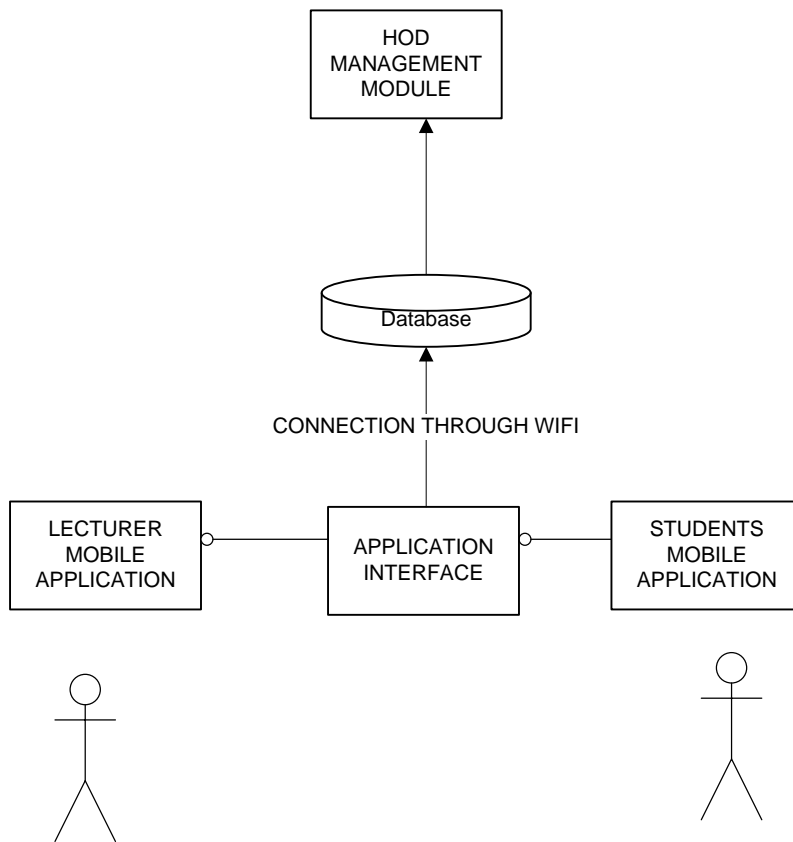 HOD
MANAGEMENT
MODULE
Database
CONNECTION THROUGH WIFI
LECTURER
MOBILE
APPLICATION
APPLICATION
INTERFACE
STUDENTS
MOBILE
APPLICATION